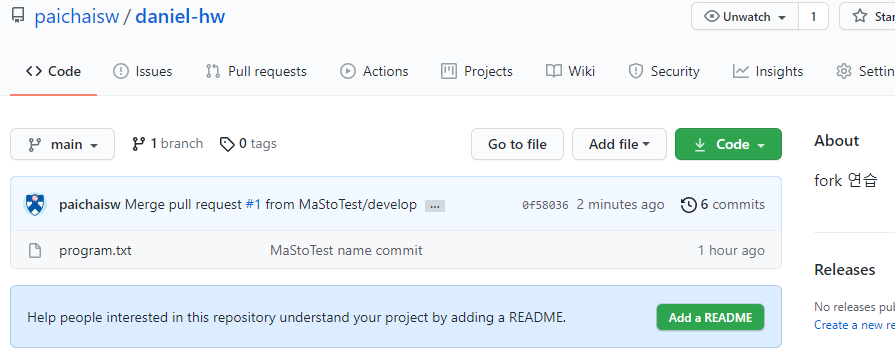 paichaisw / daniel-hw
Unwatch 1 Star
Code Issues Pull requests Actions Projects Wiki Security Insights
main 1 branch 0 tags Go to file Add file Code
About
fork 연습
paichaisw Merge pull request #1 from MaStoTest/develop ... 0f58036 2 minutes ago 6 commits
program.txt MaStoTest name commit 1 hour ago
Releases
No releases
Create a new
Help people interested in this repository understand your project by adding a README. Add a README